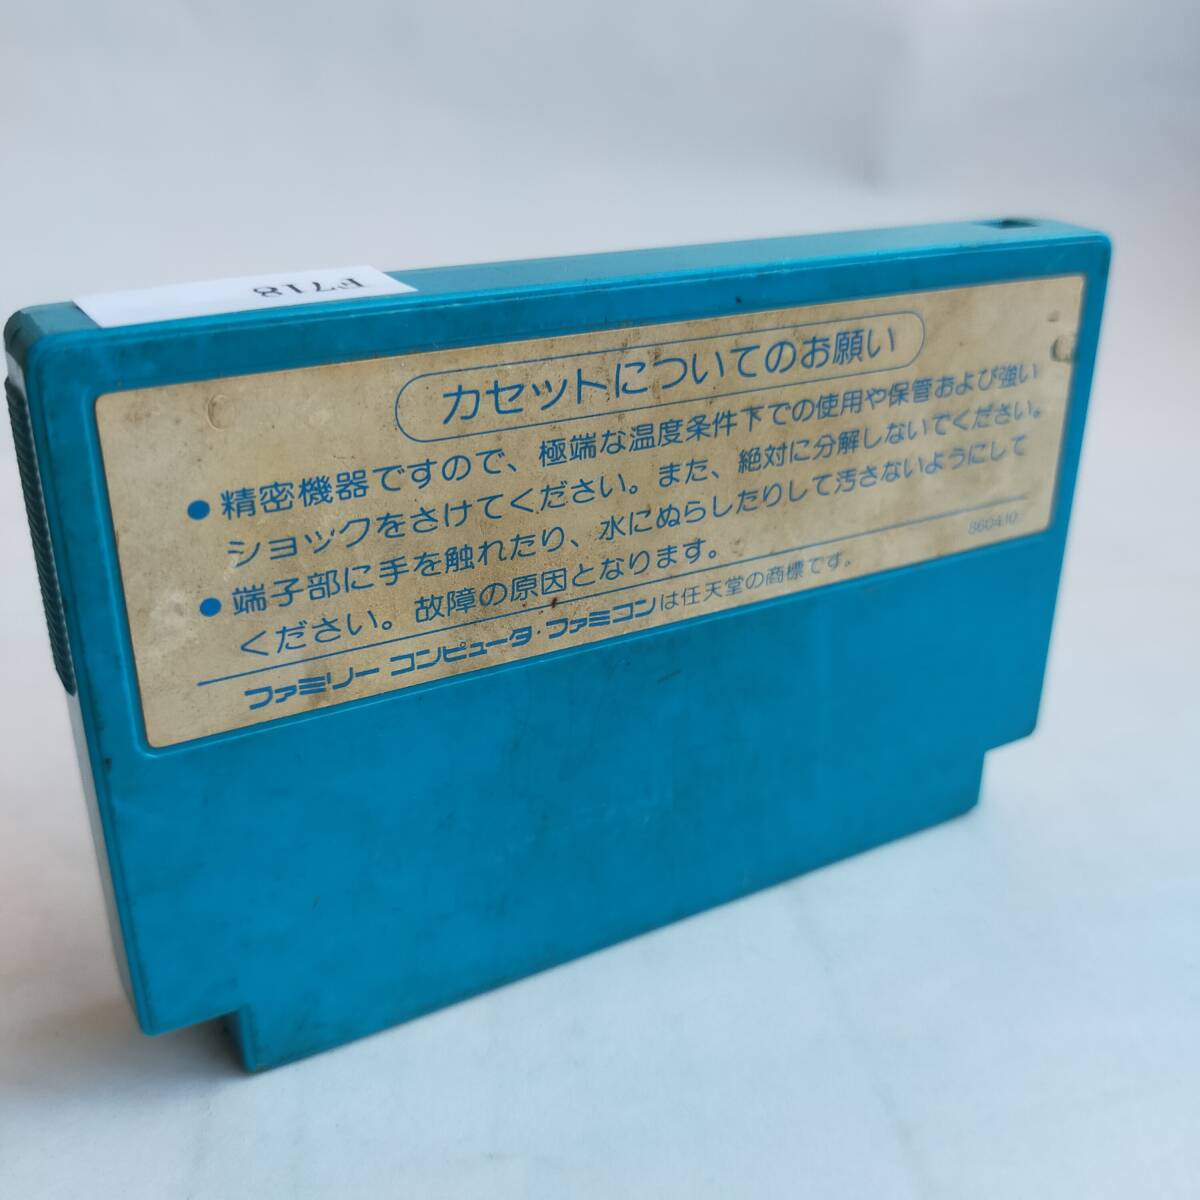 F718
カセットについてのお願い
●精密機器ですので、極端な温度条件下での使用や保管および強い
ショックをさけてください。また、絶対に分解しないでください。
●端子部に手を触れたり、水にぬらしたりして汚さないようにして
ください。故障の原因となります。
860410
ファミリー コンピュータ・ファミコンは任天堂の商標です。